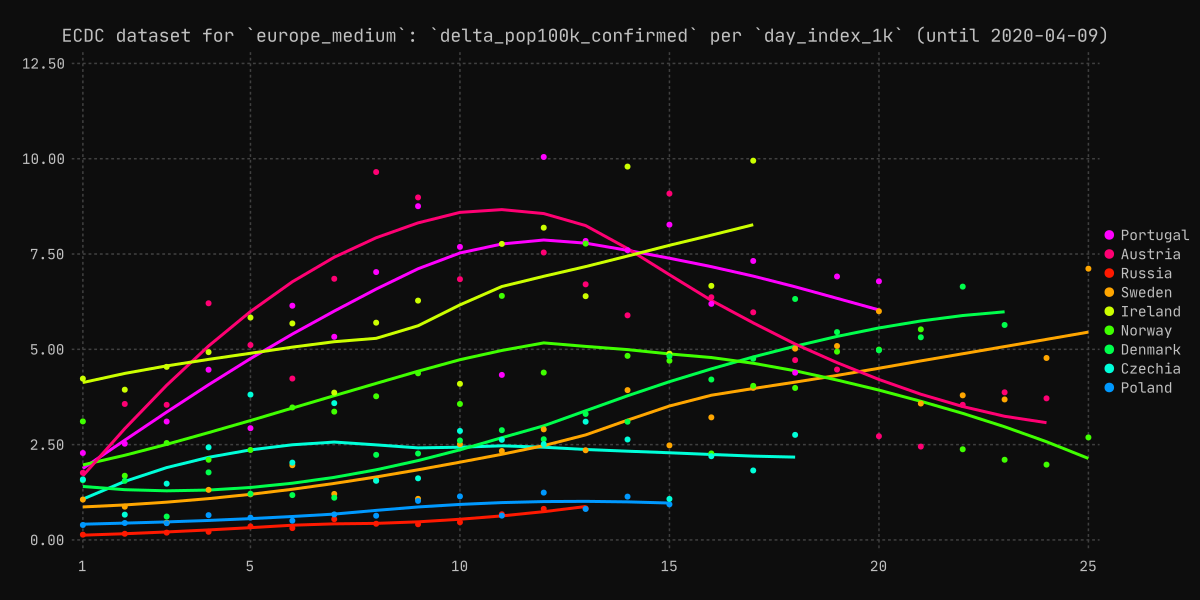 ECDC dataset for `europe_medium`: `delta_pop100k_confirmed` per `day_index_1k` (until 2020-04-09)
12.50
10.00
7.50
5.00
2.50
0.00
1 5 10 15 20 25
Portugal
Austria
Russia
Sweden
Ireland
Norway
Denmark
Czechia
Poland